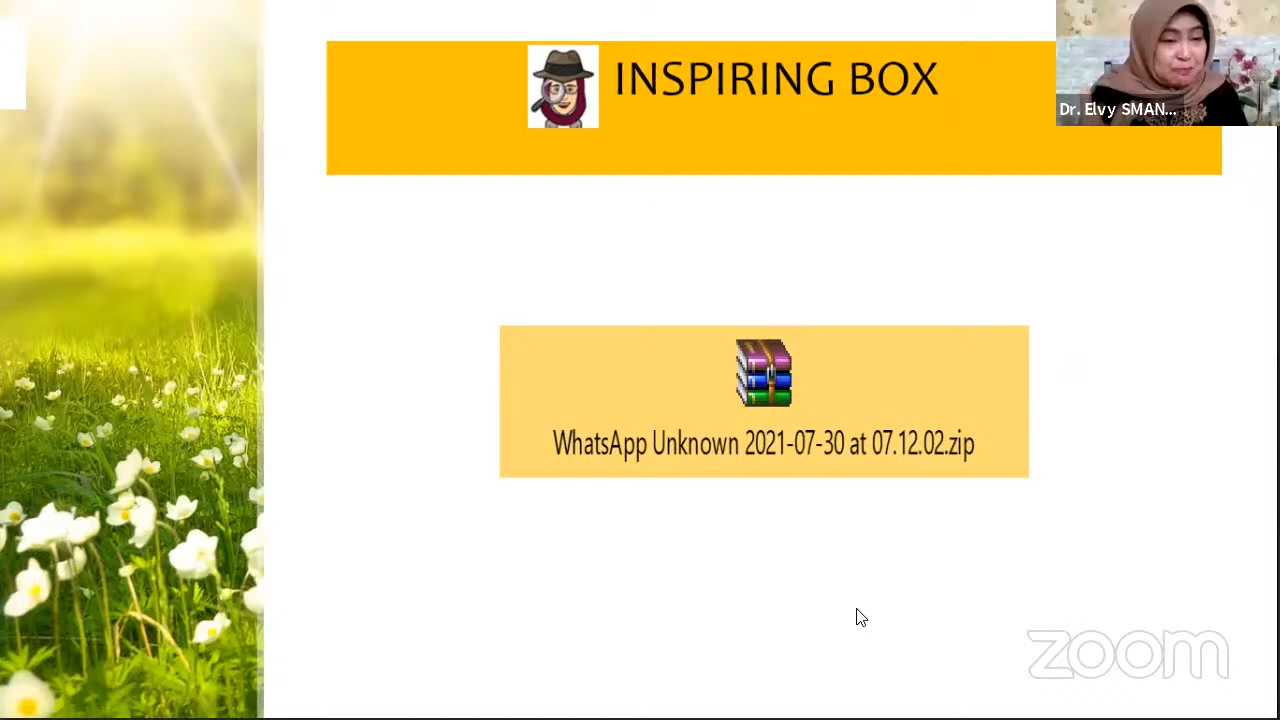 INSPIRING BOX
Dr. Elvy SMAN...
WhatsApp Unknown 2021-07-30 at 07.12.02.zip
zoom